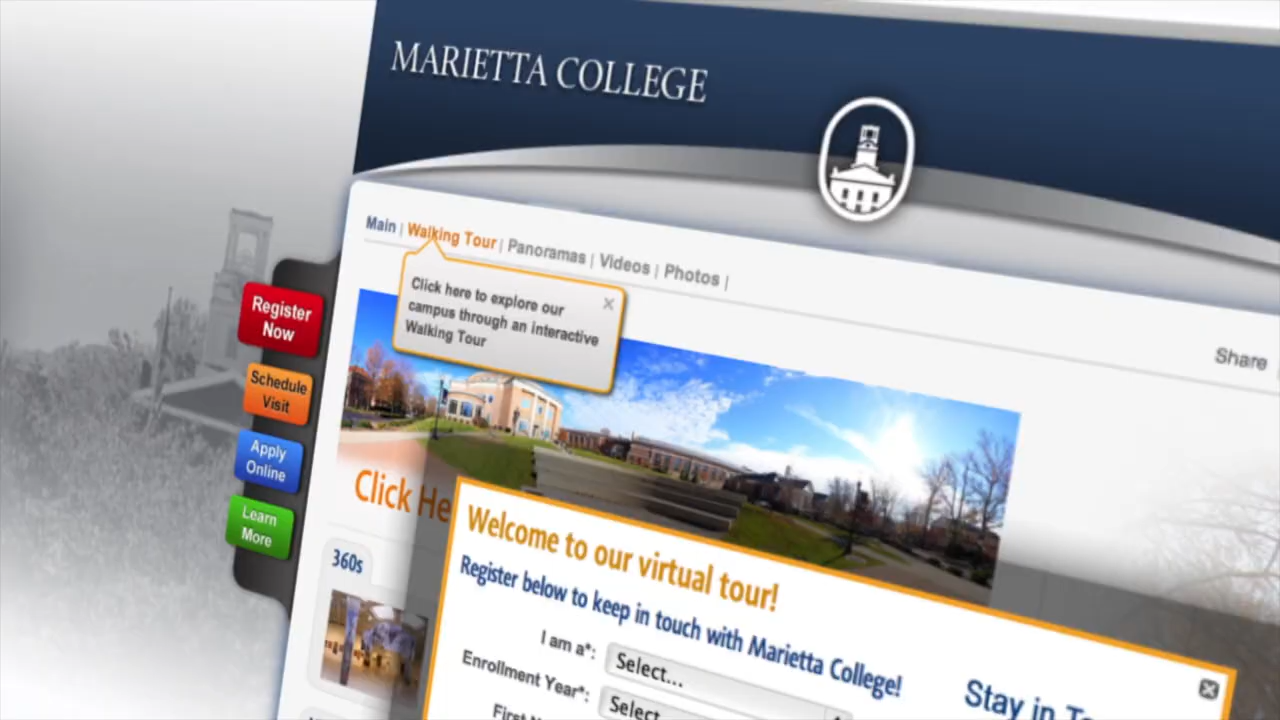 MARIETTA COLLEGE
Main | Walking Tour | Panoramas | Videos | Photos |
Click here to explore our
campus through an interactive
Walking Tour
Share
Register
Now
Schedule
Visit
Apply
Online
Learn
More
Click He
360s
Welcome to our virtual tour!
Register below to keep in touch with Marietta College!
I am a*:
Select...
Enrollment Year*:
Select
First
Stay in